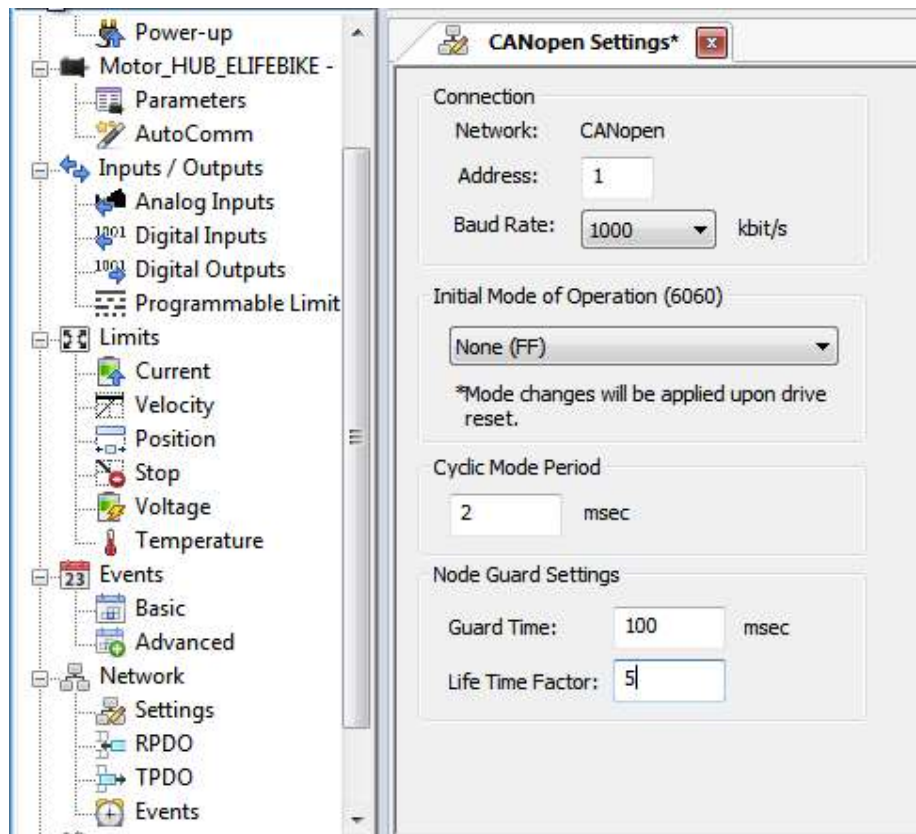 Power-up
Motor_HUB_ELIFEBIKE -
Parameters
AutoComm
Inputs / Outputs
Analog Inputs
1001 Digital Inputs
1001 Digital Outputs
Programmable Limit
Limits
Current
Velocity
Position
Stop
Voltage
Temperature
23 Events
Basic
Advanced
Network
Settings
RPDO
TPDO
Events
CANopen Settings*
Connection
Network: CANopen
Address: 1
Baud Rate: 1000 kbit/s
Initial Mode of Operation (6060)
None (FF)
*Mode changes will be applied upon drive
reset.
Cyclic Mode Period
2 msec
Node Guard Settings
Guard Time: 100 msec
Life Time Factor: 5